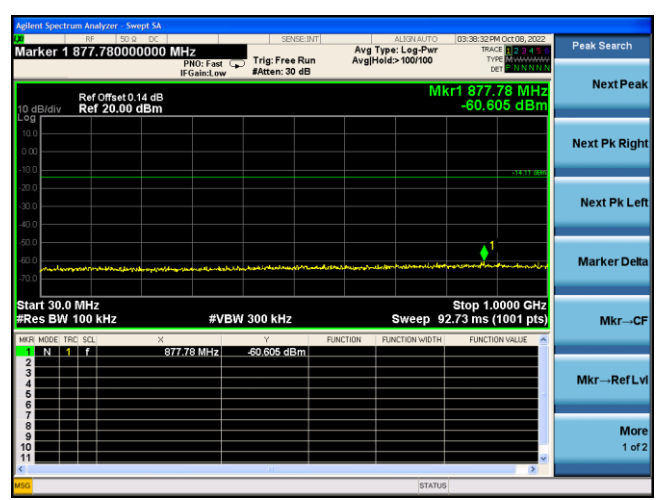 Agilent Spectrum Analyzer - Swept SA
RF 50 Ω DC SENSE:INT ALIGN AUTO 03:38:32 PM Oct 08, 2022
Marker 1 877.780000000 MHz
PNO: Fast
IFGain:Low
Trig: Free Run
#Atten: 30 dB
Avg Type: Log-Pwr
Avg|Hold:>100/100
TRACE 1 2 3 4 5 6
TYPE
DET P N N N N N
Peak Search
Mkr1 877.78 MHz
-60.605 dBm
Ref Offset 0.14 dB
10 dB/div Ref 20.00 dBm
Log
10.0
0.00
-10.0
-14.11 dBm
-20.0
-30.0
-40.0
-50.0
1
-60.0
-70.0
Start 30.0 MHz Stop 1.0000 GHz
#Res BW 100 kHz #VBW 300 kHz Sweep 92.73 ms (1001 pts)
MKR MODE TRC SCL X Y FUNCTION FUNCTION WIDTH FUNCTION VALUE
1 N 1 f 877.78 MHz -60.605 dBm
2
3
4
5
6
7
8
9
10
11
Next Peak
Next Pk Right
Next Pk Left
Marker Delta
Mkr→CF
Mkr→Ref Lvl
More
1 of 2
MSG STATUS